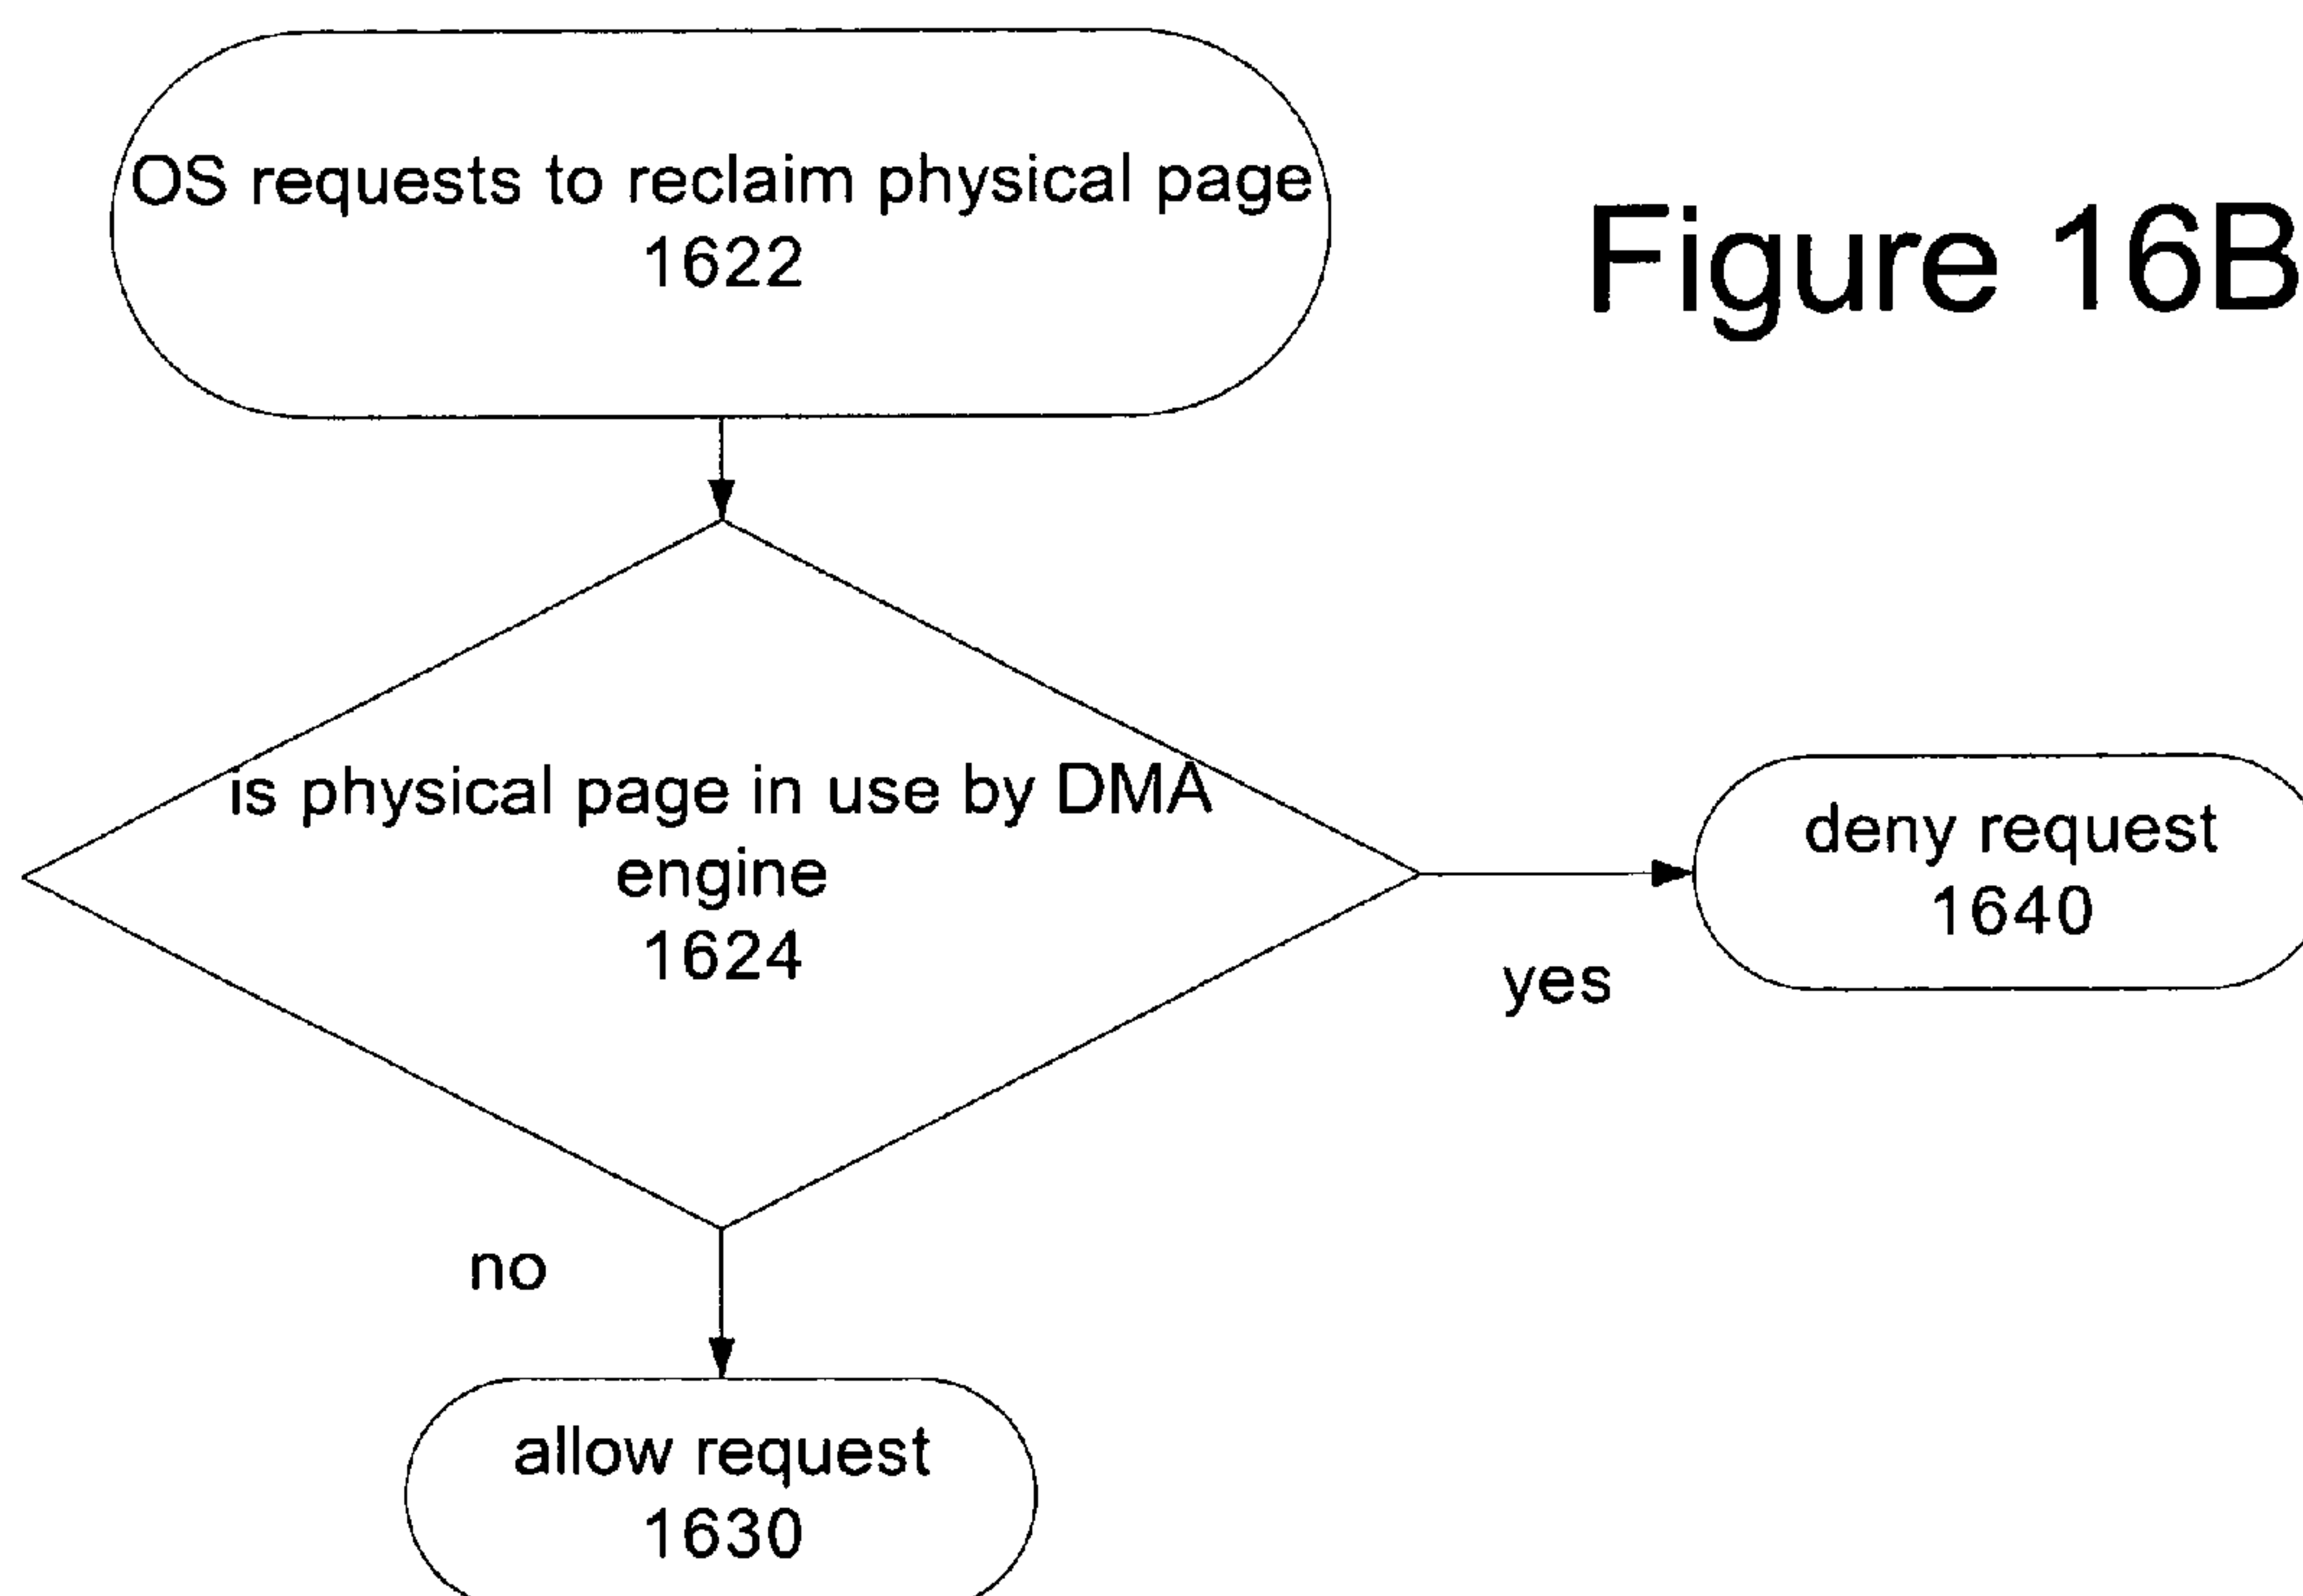 OS requests to reclaim physical page
1622
Figure 16B
is physical page in use by DMA
engine
1624
deny request
1640
yes
no
allow request
1630